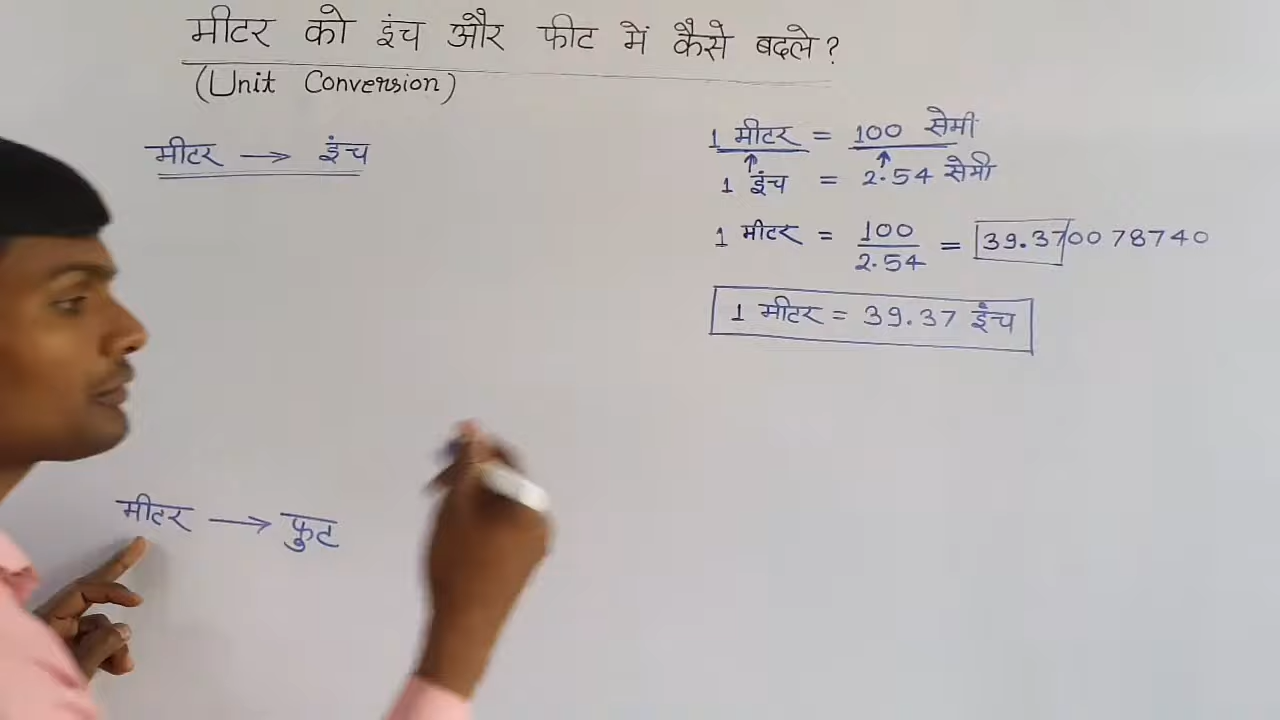 मीटर को इंच और फीट में कैसे बदले?
(Unit Conversion)
मीटर → इंच
1 मीटर = 100 सेमी
↑ ↑
1 इंच = 2.54 सेमी
1 मीटर = 100/2.54 = 39.370078740
1 मीटर = 39.37 इंच
मीटर → फुट